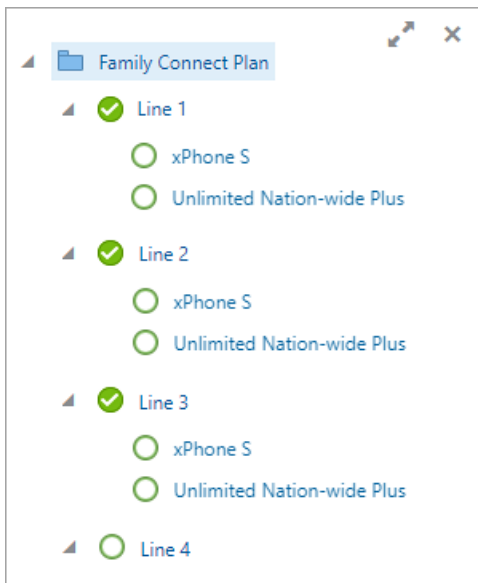 Family Connect Plan
Line 1
xPhone S
Unlimited Nation-wide Plus
Line 2
xPhone S
Unlimited Nation-wide Plus
Line 3
xPhone S
Unlimited Nation-wide Plus
Line 4